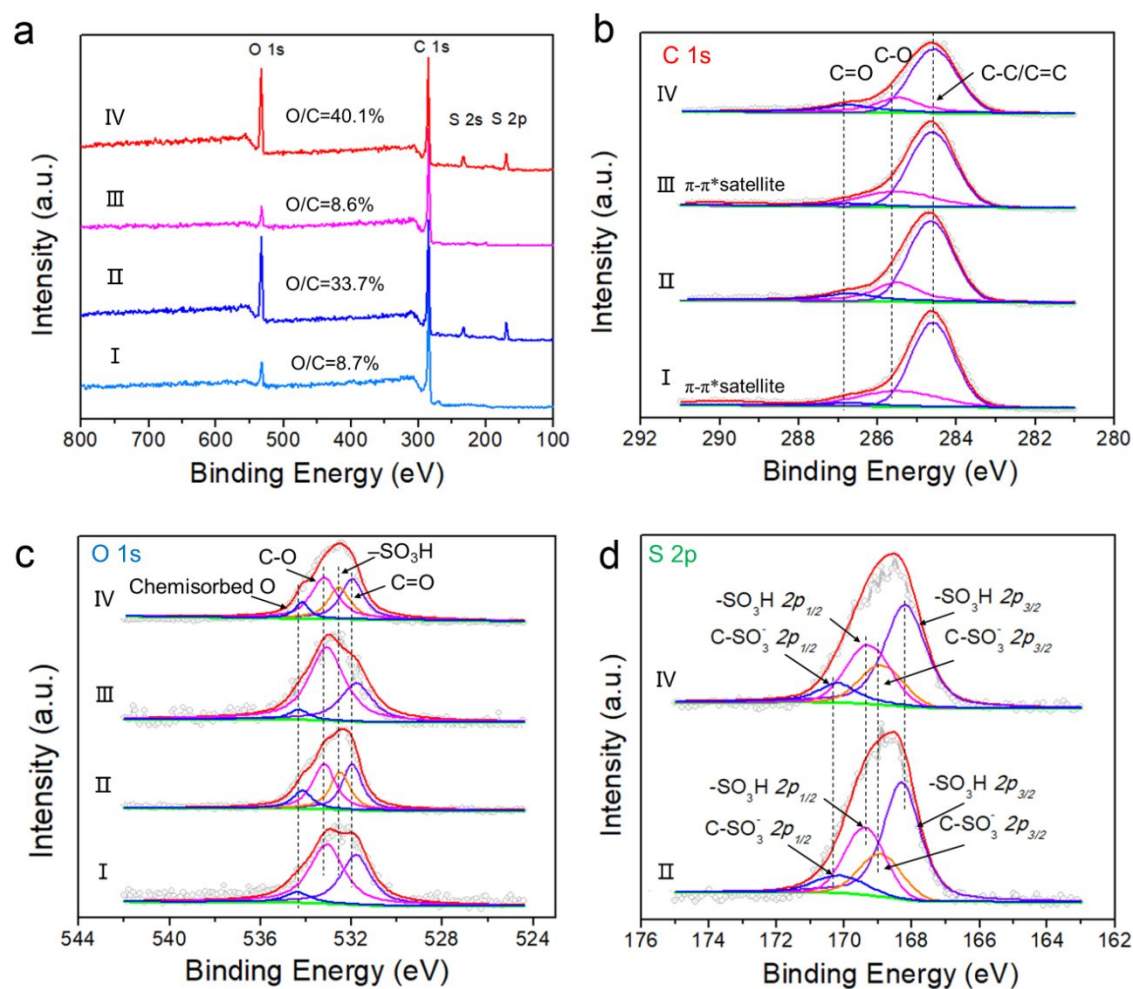 a
O 1s
C 1s
IV
O/C=40.1%
S 2s
S 2p
III
O/C=8.6%
II
O/C=33.7%
I
O/C=8.7%
Intensity (a.u.)
800 700 600 500 400 300 200 100
Binding Energy (eV)
b
C 1s
C=O
C-O
C-C/C=C
IV
III
π-π*satellite
II
I
π-π*satellite
Intensity (a.u.)
292 290 288 286 284 282 280
Binding Energy (eV)
c
O 1s
C-O
–SO₃H
Chemisorbed O
C=O
IV
III
II
I
Intensity (a.u.)
544 540 536 532 528 524
Binding Energy (eV)
d
S 2p
-SO₃H 2p₁/₂
-SO₃H 2p₃/₂
C-SO₃⁻ 2p₁/₂
C-SO₃⁻ 2p₃/₂
IV
-SO₃H 2p₁/₂
-SO₃H 2p₃/₂
C-SO₃⁻ 2p₁/₂
C-SO₃⁻ 2p₃/₂
II
Intensity (a.u.)
176 174 172 170 168 166 164 162
Binding Energy (eV)